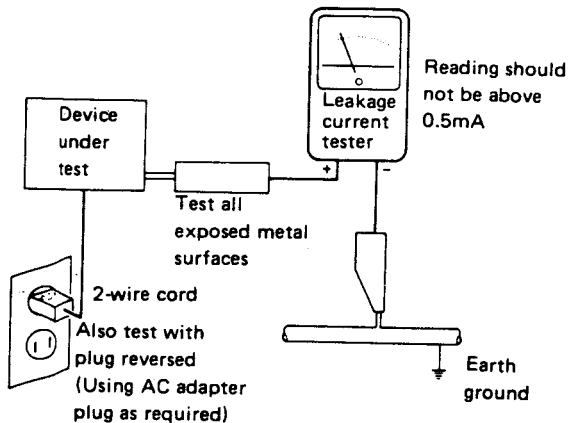 Device
under
test
Leakage
current
tester
+
-
Reading should
not be above
0.5mA
Test all
exposed metal
surfaces
2-wire cord
Also test with
plug reversed
(Using AC adapter
plug as required)
Earth
ground